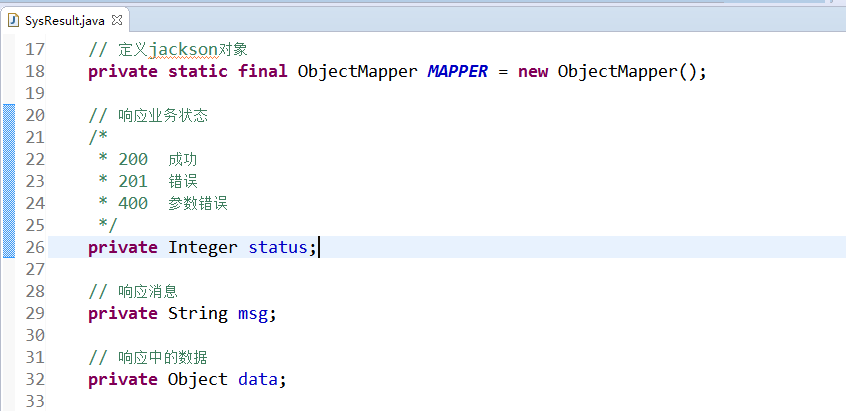 SysResult.java
17 // 定义jackson对象
18 private static final ObjectMapper MAPPER = new ObjectMapper();
19
20 // 响应业务状态
21 /*
22 * 200 成功
23 * 201 错误
24 * 400 参数错误
25 */
26 private Integer status;
27
28 // 响应消息
29 private String msg;
30
31 // 响应中的数据
32 private Object data;
33